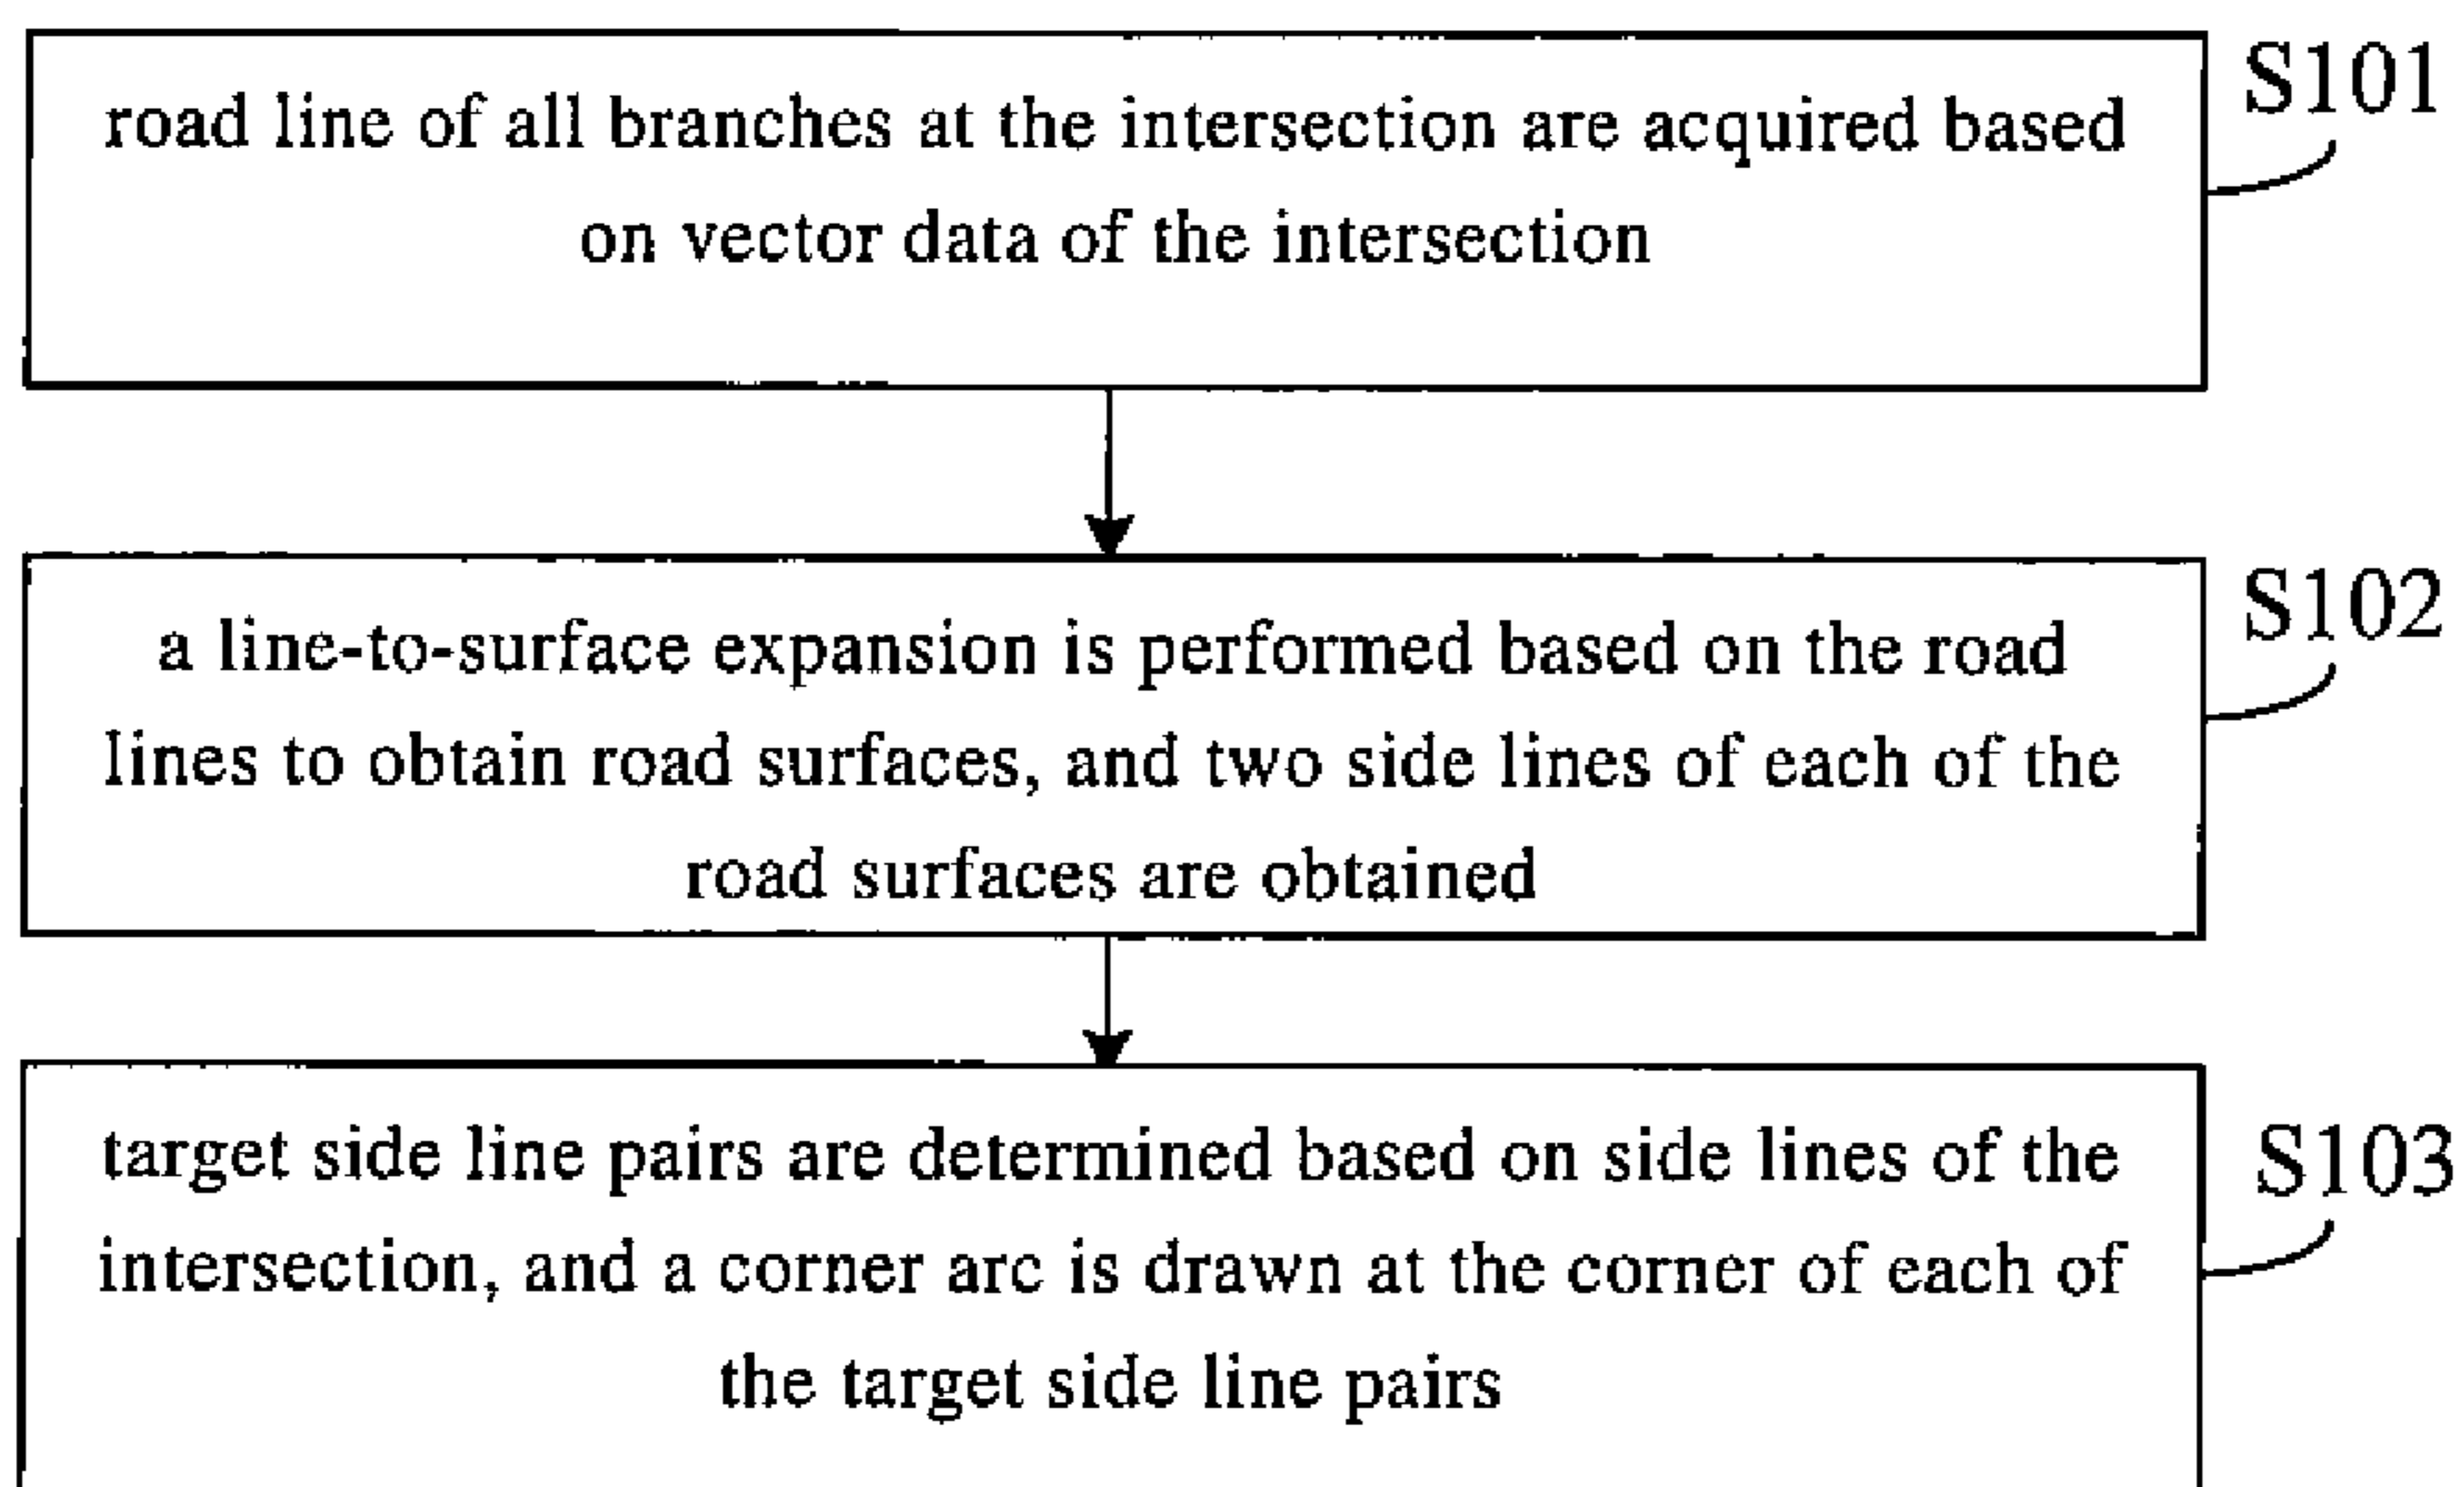 road line of all branches at the intersection are acquired based
on vector data of the intersection
S101
a line-to-surface expansion is performed based on the road
lines to obtain road surfaces, and two side lines of each of the
road surfaces are obtained
S102
target side line pairs are determined based on side lines of the
intersection, and a corner arc is drawn at the corner of each of
the target side line pairs
S103